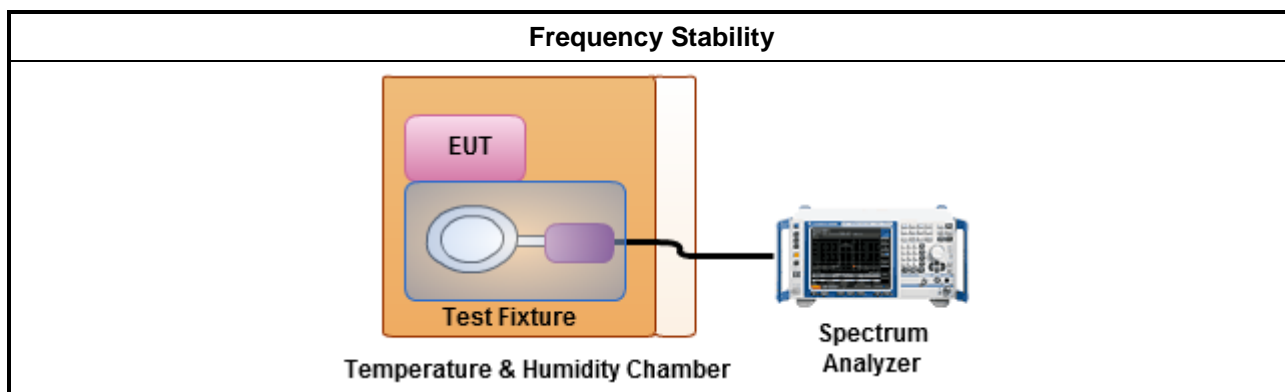 Frequency Stability
EUT
Test Fixture
Temperature & Humidity Chamber
Spectrum
Analyzer